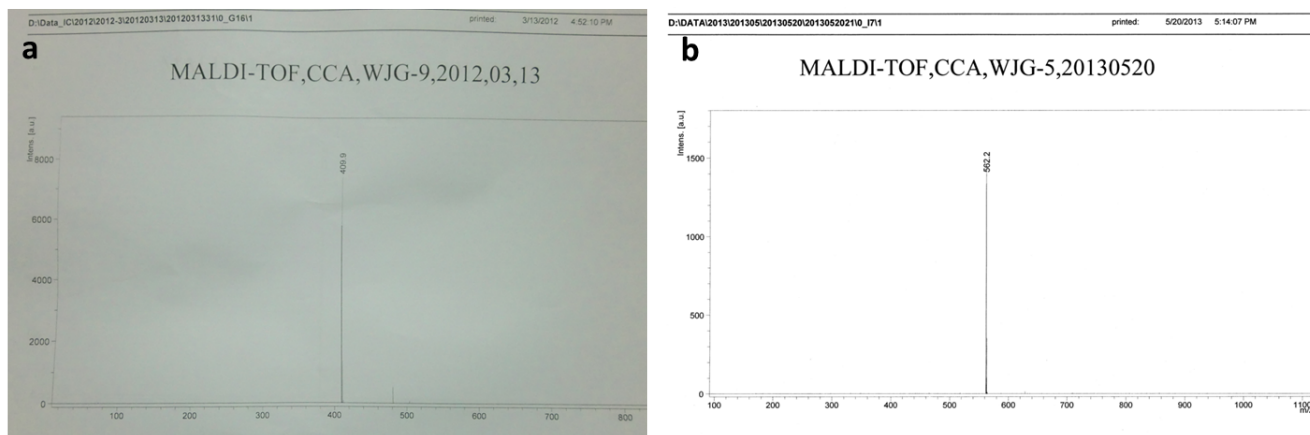 D:\Data_IC\2012\2012-3\20120313\2012031331\0_G16\1 printed: 3/13/2012 4:52:10 PM
a
MALDI-TOF,CCA,WJG-9,2012,03,13
Intens. [a.u.]
8000
6000
4000
2000
0
409.9
100 200 300 400 500 600 700 800
D:\DATA\2013\201305\20130520\2013052021\0_I7\1 printed: 5/20/2013 5:14:07 PM
b
MALDI-TOF,CCA,WJG-5,20130520
Intens. [a.u.]
1500
1000
500
0
562.2
100 200 300 400 500 600 700 800 900 1000 1100